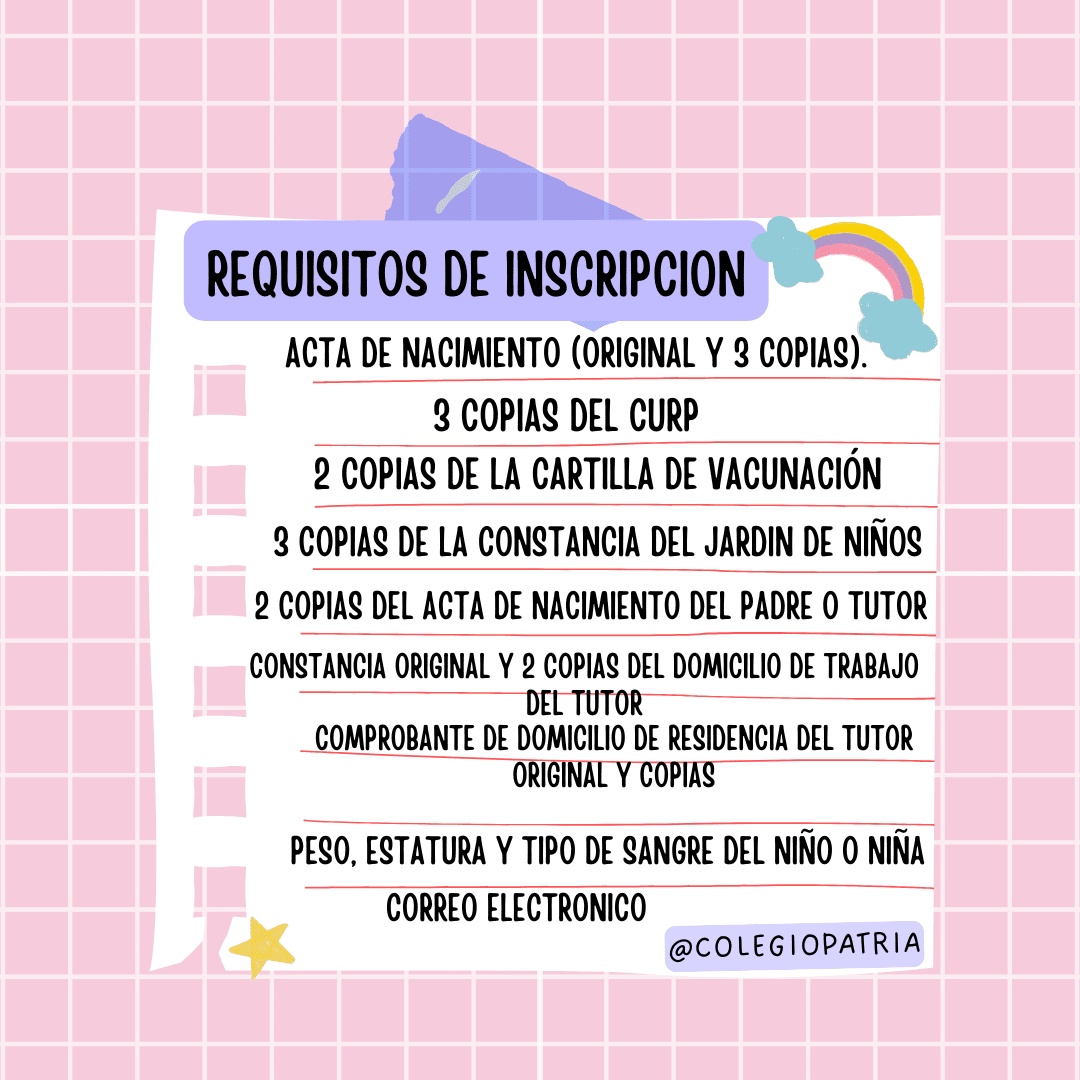 REQUISITOS DE INSCRIPCION
ACTA DE NACIMIENTO (ORIGINAL Y 3 COPIAS).
3 COPIAS DEL CURP
2 COPIAS DE LA CARTILLA DE VACUNACIÓN
3 COPIAS DE LA CONSTANCIA DEL JARDIN DE NIÑOS
2 COPIAS DEL ACTA DE NACIMIENTO DEL PADRE O TUTOR
CONSTANCIA ORIGINAL Y 2 COPIAS DEL DOMICILIO DE TRABAJO
DEL TUTOR
COMPROBANTE DE DOMICILIO DE RESIDENCIA DEL TUTOR
ORIGINAL Y COPIAS
PESO, ESTATURA Y TIPO DE SANGRE DEL NIÑO O NIÑA
CORREO ELECTRONICO
@COLEGIOPATRIA